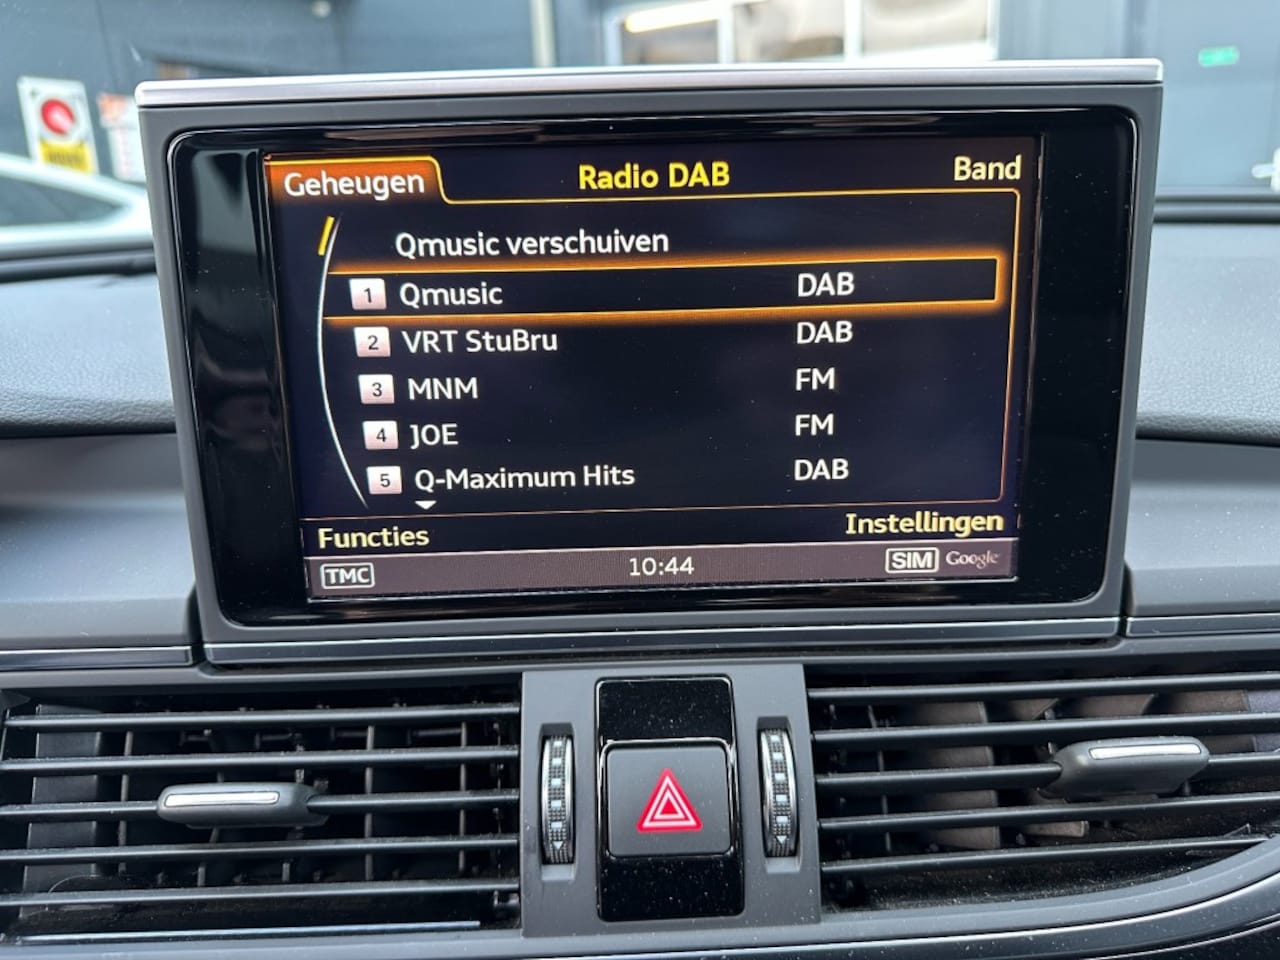 Geheugen Radio DAB Band
Qmusic verschuiven
1 Qmusic DAB
2 VRT StuBru DAB
3 MNM FM
4 JOE FM
5 Q-Maximum Hits DAB
Functies Instellingen
TMC 10:44 SIM Google